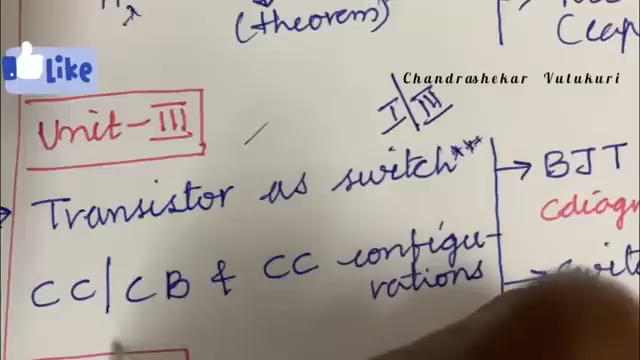 (theorem)
Like
Chandrashekar Vutukuri
Unit-III
I/III
Transistor as switch***
BJT
CC/CB & CC configu-
rations